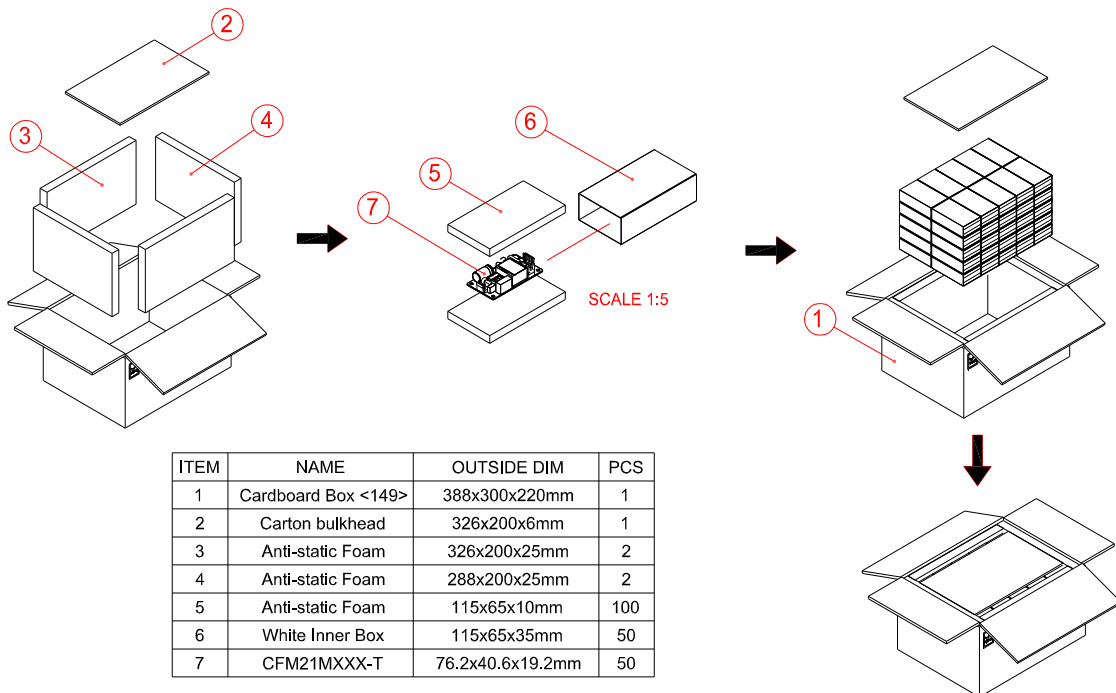 2
3
4
5
6
7
SCALE 1:5
1
ITEM NAME OUTSIDE DIM PCS
1 Cardboard Box <149> 388x300x220mm 1
2 Carton bulkhead 326x200x6mm 1
3 Anti-static Foam 326x200x25mm 2
4 Anti-static Foam 288x200x25mm 2
5 Anti-static Foam 115x65x10mm 100
6 White Inner Box 115x65x35mm 50
7 CFM21MXXX-T 76.2x40.6x19.2mm 50